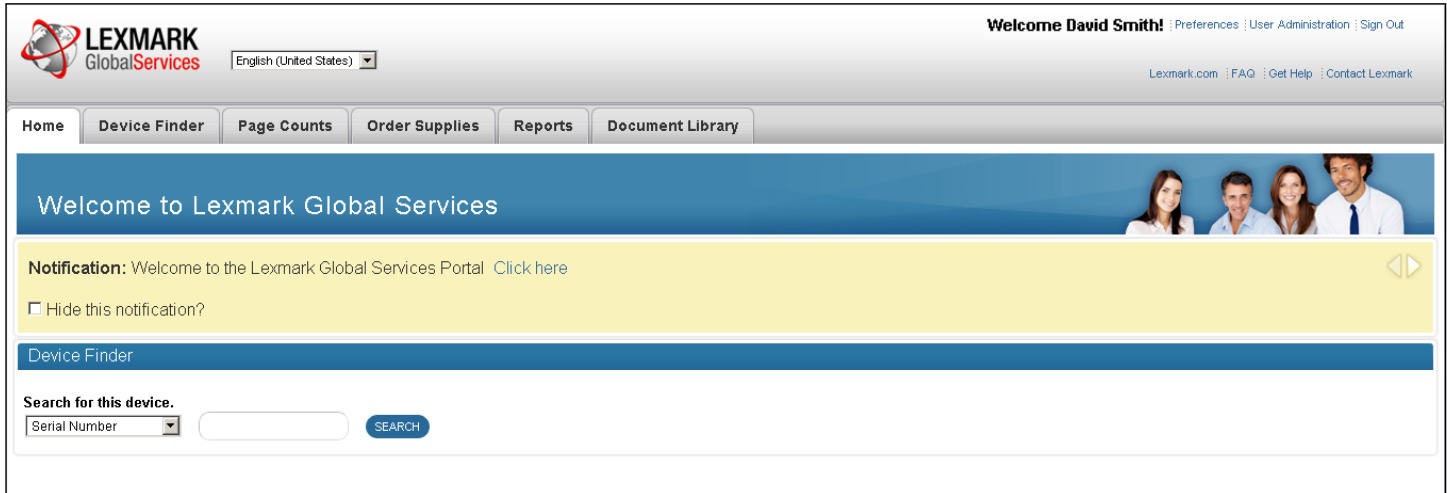 LEXMARK
GlobalServices
English (United States)
Welcome David Smith! Preferences User Administration Sign Out
Lexmark.com FAQ Get Help Contact Lexmark
Home Device Finder Page Counts Order Supplies Reports Document Library
Welcome to Lexmark Global Services
Notification: Welcome to the Lexmark Global Services Portal Click here
Hide this notification?
Device Finder
Search for this device.
Serial Number SEARCH